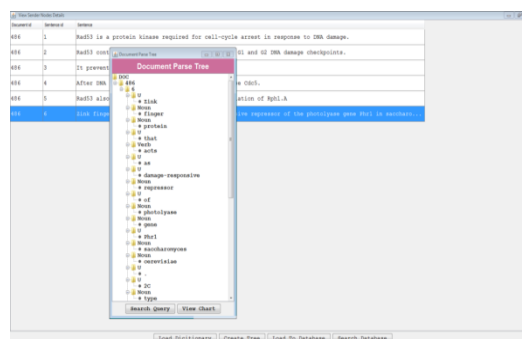 View Sender Nodes Details
Document Id Sentence Id Sentence
486 1 Rad53 is a protein kinase required for cell-cycle arrest in response to DNA damage.
486 2 Rad53 cont G1 and G2 DNA damage checkpoints.
486 3 It prevent
486 4 After DNA e Cdc5.
486 5 Rad53 also ation of Rph1.A
486 6 Zink finge ive repressor of the photolyase gene Phr1 in saccharo...
Document Parse Tree
Document Parse Tree
DOC
486
6
U
Zink
Noun
finger
Noun
protein
U
that
Verb
acts
U
as
U
damage-responsive
Noun
repressor
U
of
Noun
photolyase
Noun
gene
U
Phr1
Noun
saccharomyces
Noun
cerevisiae
U
.
U
2C
Noun
type
Search Query View Chart
Load Dictionary Create Tree Load To Database Search Database